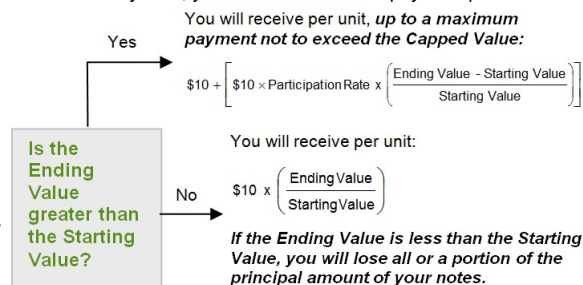 You will receive per unit, up to a maximum
payment not to exceed the Capped Value:
Yes
$10 + [$10 × Participation Rate x (Ending Value - Starting Value / Starting Value)]
Is the
Ending
Value
greater than
the Starting
Value?
You will receive per unit:
No
$10 x (Ending Value / Starting Value)
If the Ending Value is less than the Starting
Value, you will lose all or a portion of the
principal amount of your notes.